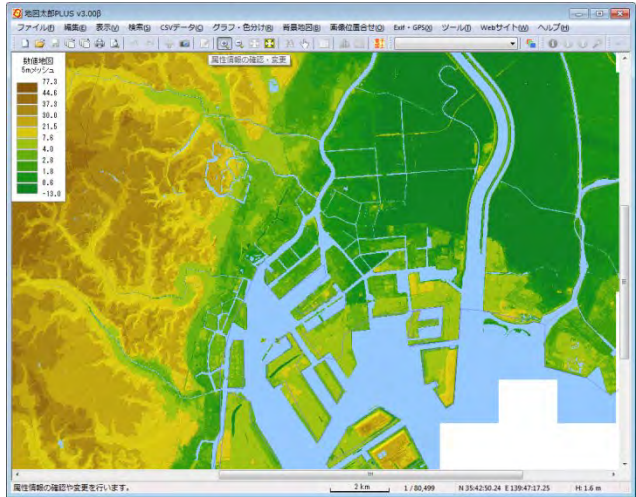 地図太郎PLUS v3.00β
ファイル(F) 編集(E) 表示(V) 検索(S) CSVデータ(C) グラフ・色分け(B) 背景地図(B) 画像位置合せ(O) Exif・GPS(X) ツール(T) Webサイト(W) ヘルプ(H)
属性情報の確認・変更
数値地図
5mメッシュ
77.3
44.6
37.3
30.0
21.5
7.6
4.0
2.8
1.8
0.0
-13.0
属性情報の確認や変更を行います。 2 km 1 / 80,499 N 35:42:50.24 E 139:47:17.25 H: 1.6 m